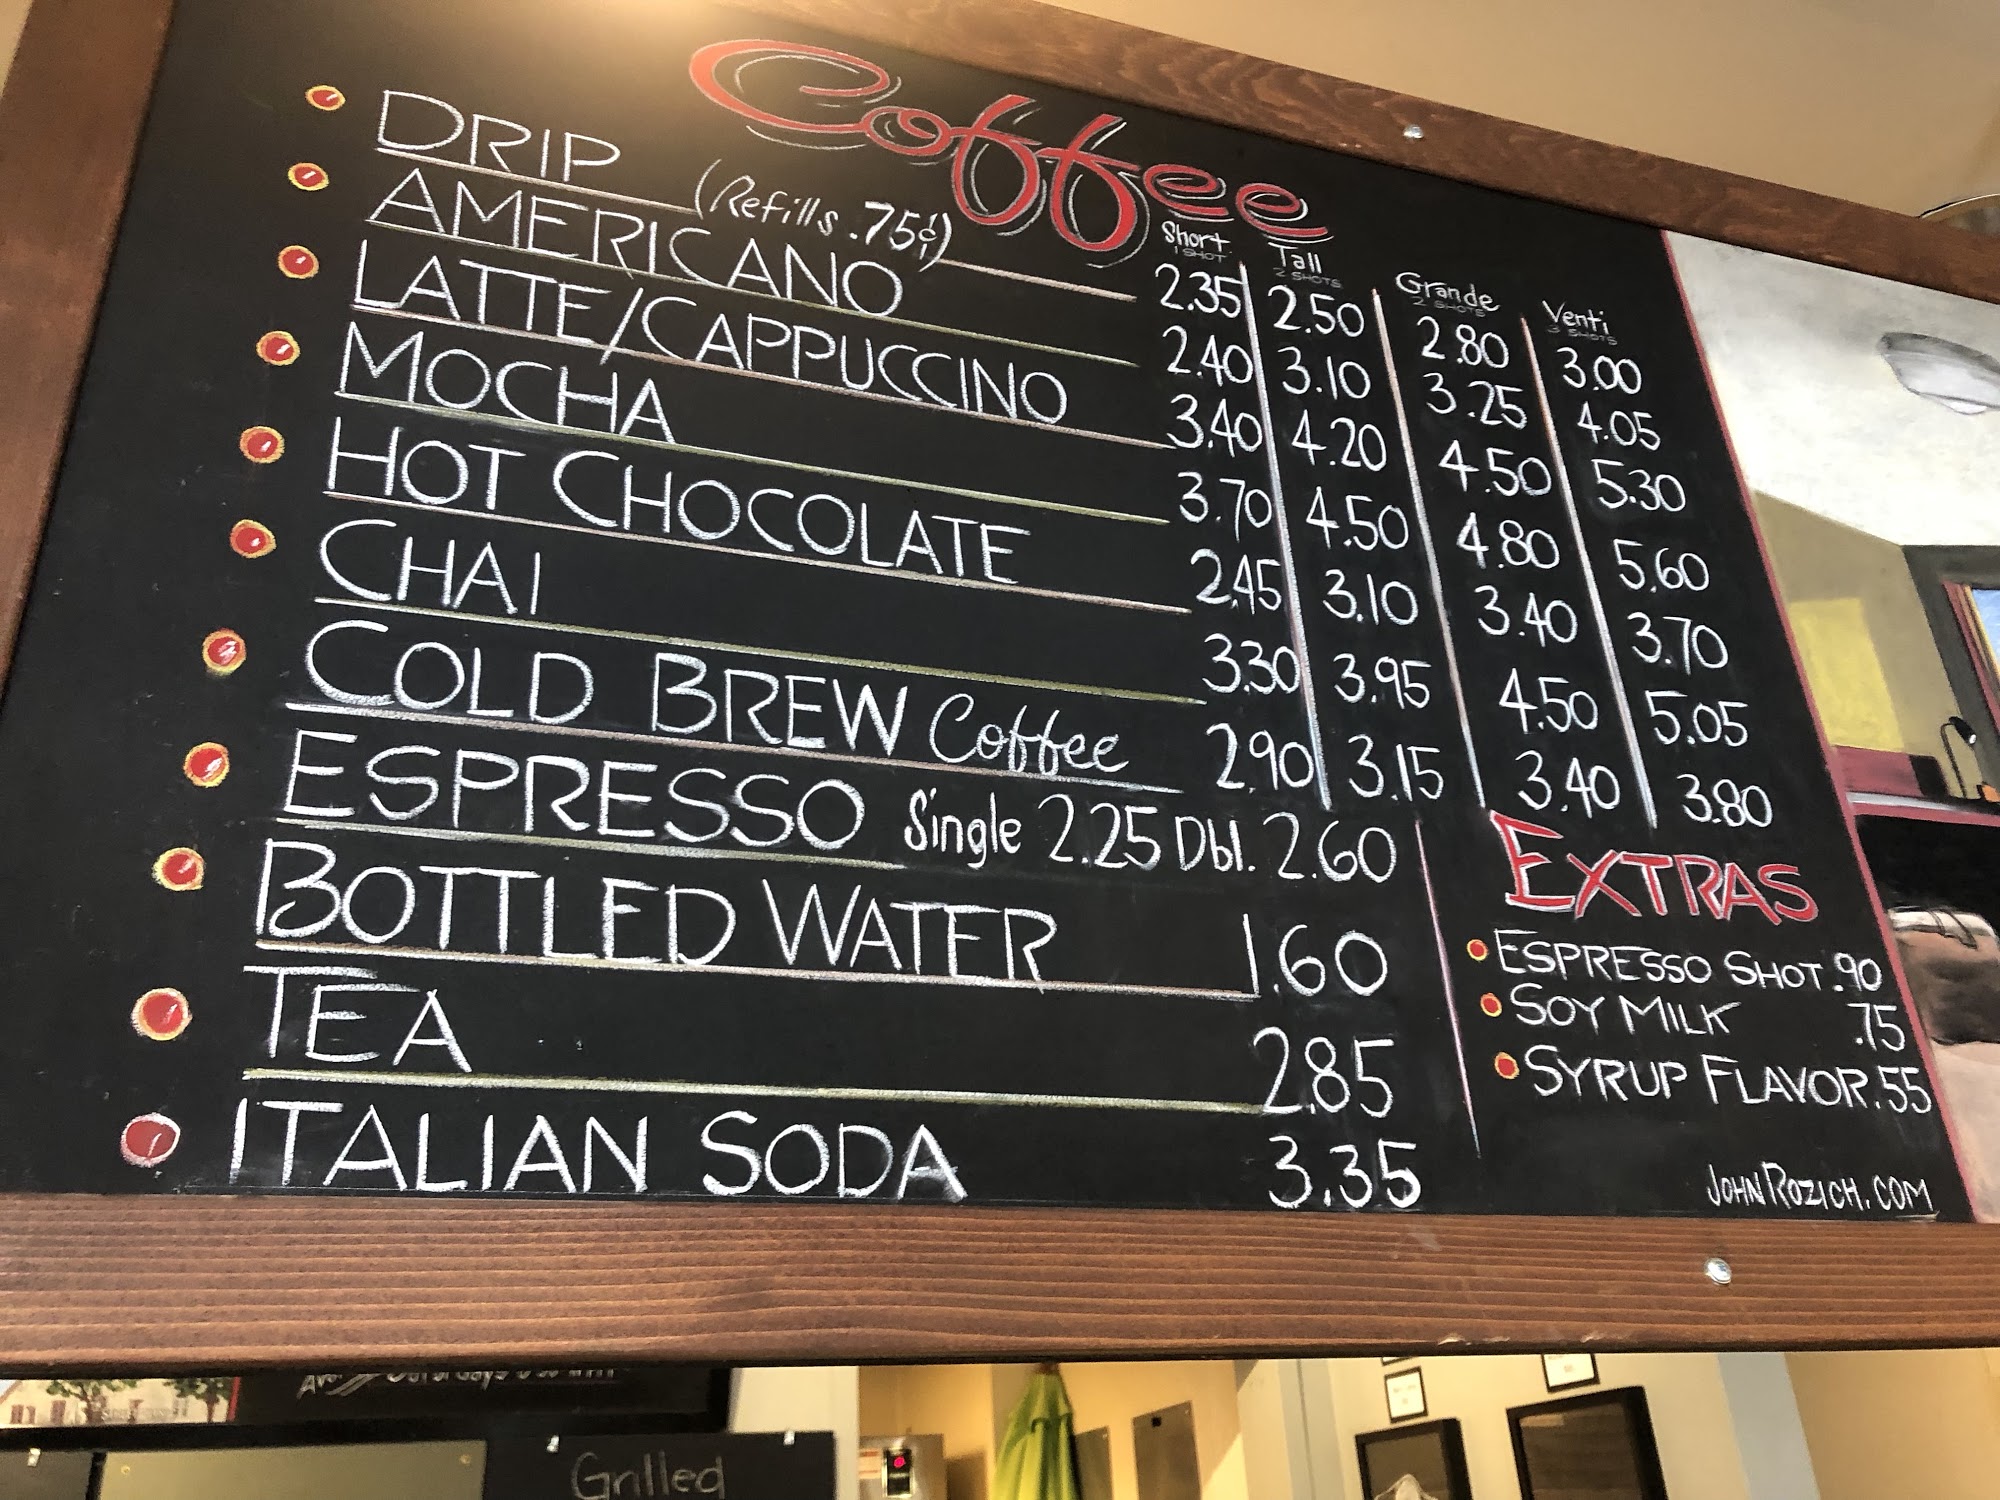 Coffee
Short Tall Grande Venti
1 SHOT 2 SHOTS 2 SHOTS 3 SHOTS
DRIP (Refills .75¢) 2.35 2.50 2.80 3.00
AMERICANO 2.40 3.10 3.25 4.05
LATTE/CAPPUCCINO 3.40 4.20 4.50 5.30
MOCHA 3.70 4.50 4.80 5.60
HOT CHOCOLATE 2.45 3.10 3.40 3.70
CHAI 3.30 3.95 4.50 5.05
COLD BREW Coffee 2.90 3.15 3.40 3.80
ESPRESSO Single 2.25 Dbl. 2.60
BOTTLED WATER 1.60
TEA 2.85
ITALIAN SODA 3.35
EXTRAS
ESPRESSO SHOT .90
SOY MILK .75
SYRUP FLAVOR .55
JOHNROZICH.COM
Grilled